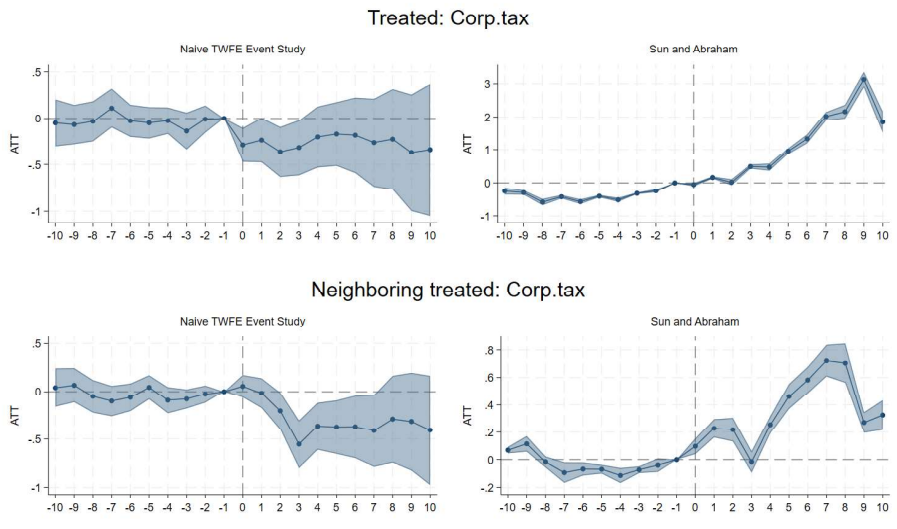 Treated: Corp.tax
Naive TWFE Event Study
.5
0
-.5
-1
ATT
-10 -9 -8 -7 -6 -5 -4 -3 -2 -1 0 1 2 3 4 5 6 7 8 9 10
Sun and Abraham
3
2
1
0
-1
ATT
-10 -9 -8 -7 -6 -5 -4 -3 -2 -1 0 1 2 3 4 5 6 7 8 9 10
Neighboring treated: Corp.tax
Naive TWFE Event Study
.5
0
-.5
-1
ATT
-10 -9 -8 -7 -6 -5 -4 -3 -2 -1 0 1 2 3 4 5 6 7 8 9 10
Sun and Abraham
.8
.6
.4
.2
0
-.2
ATT
-10 -9 -8 -7 -6 -5 -4 -3 -2 -1 0 1 2 3 4 5 6 7 8 9 10